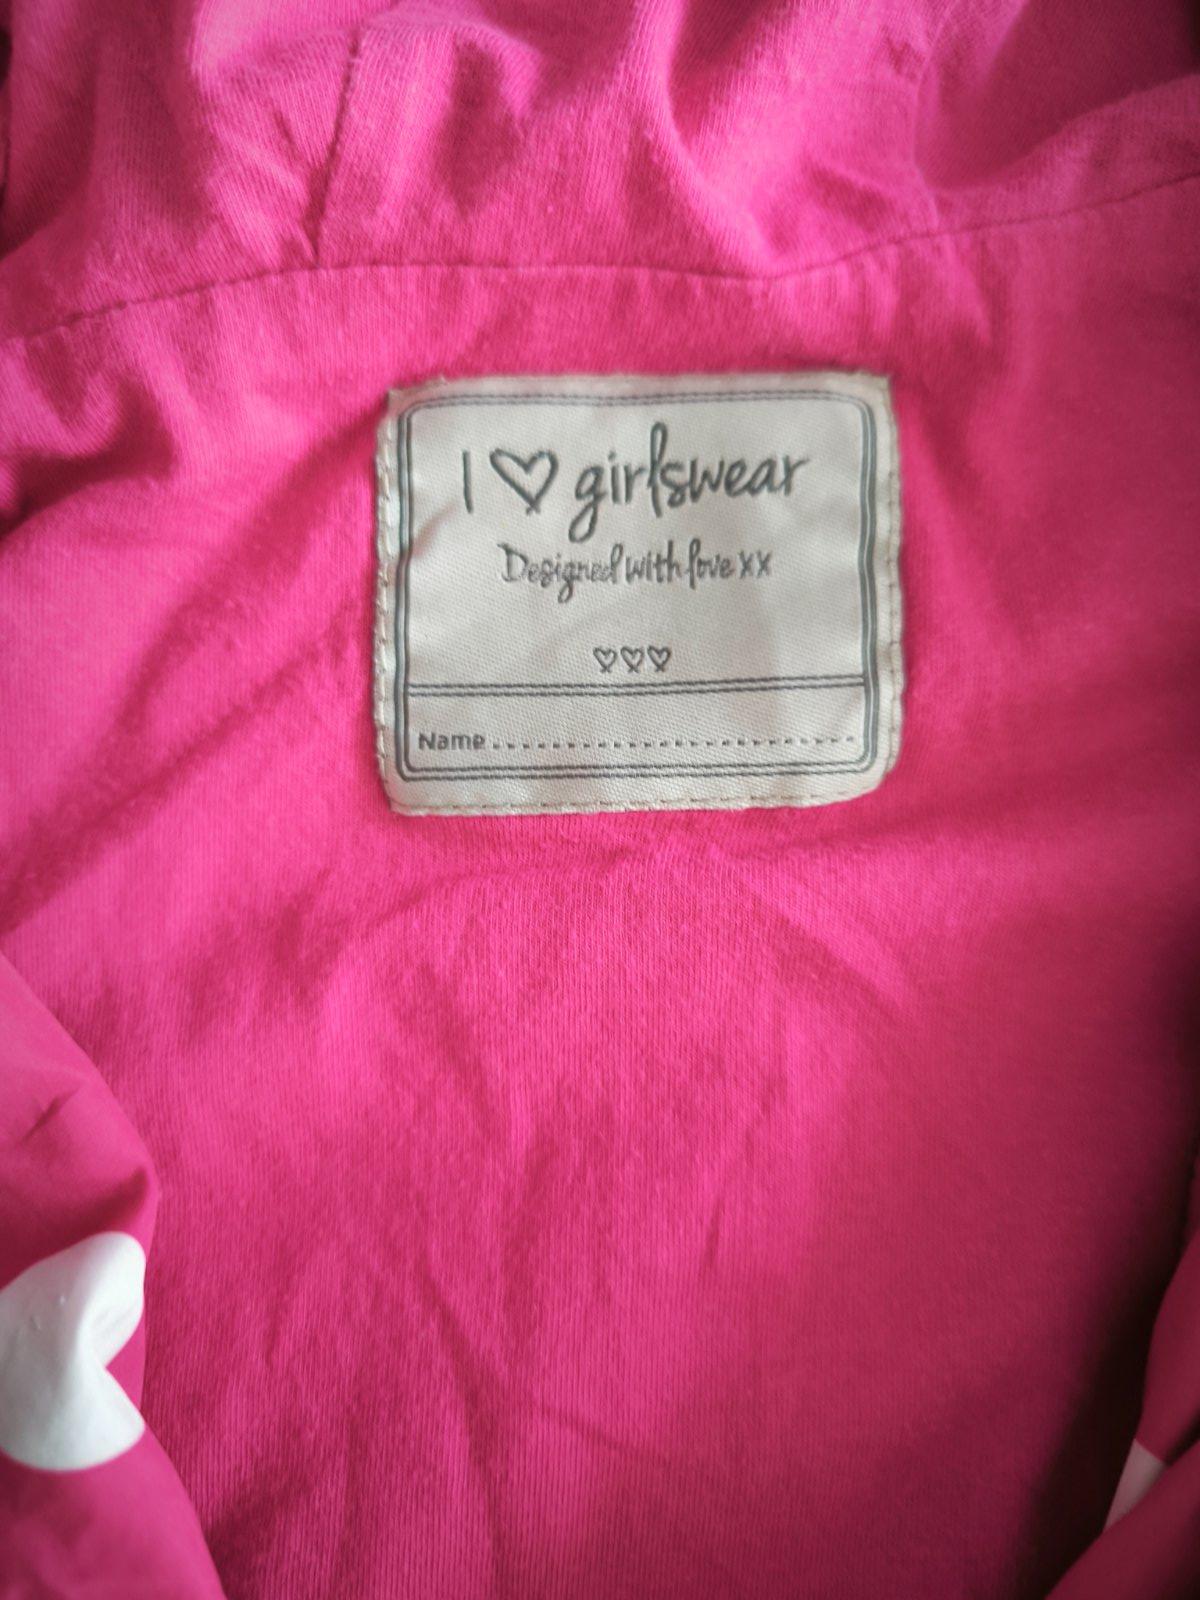 I ♡ girlswear
Designed with love xx
♡♡♡
Name..............................